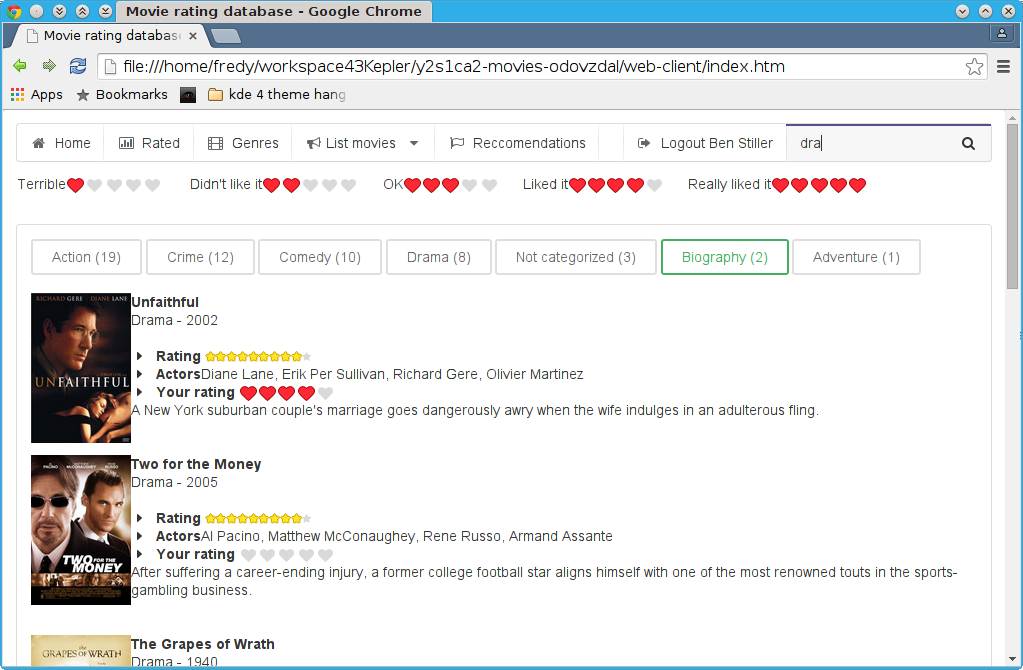 Movie rating database - Google Chrome
Movie rating databas
file:///home/fredy/workspace43Kepler/y2s1ca2-movies-odovzdal/web-client/index.htm
Apps Bookmarks kde 4 theme hang
Home Rated Genres List movies Reccomendations Logout Ben Stiller dra
Terrible Didn't like it OK Liked it Really liked it
Action (19) Crime (12) Comedy (10) Drama (8) Not categorized (3) Biography (2) Adventure (1)
RICHARD GERE DIANE LANE
UNFAITHFUL
Unfaithful
Drama - 2002
Rating
ActorsDiane Lane, Erik Per Sullivan, Richard Gere, Olivier Martinez
Your rating
A New York suburban couple's marriage goes dangerously awry when the wife indulges in an adulterous fling.
PACINO McCONAUGHEY RUSSO
TWO FOR THE MONEY
Two for the Money
Drama - 2005
Rating
ActorsAl Pacino, Matthew McConaughey, Rene Russo, Armand Assante
Your rating
After suffering a career-ending injury, a former college football star aligns himself with one of the most renowned touts in the sports-
gambling business.
The
GRAPES OF WRATH
The Grapes of Wrath
Drama - 1940